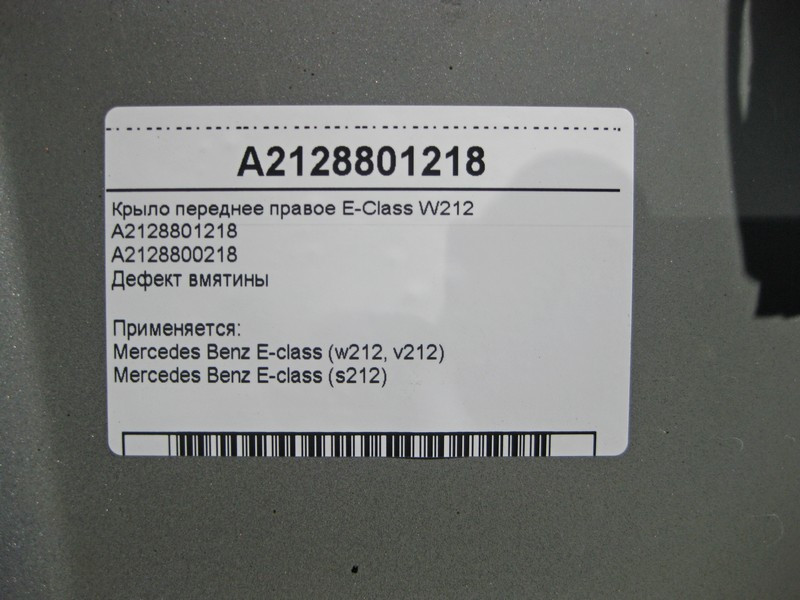 A2128801218
Крыло переднее правое E-Class W212
A2128801218
A2128800218
Дефект вмятины
Применяется:
Mercedes Benz E-class (w212, v212)
Mercedes Benz E-class (s212)